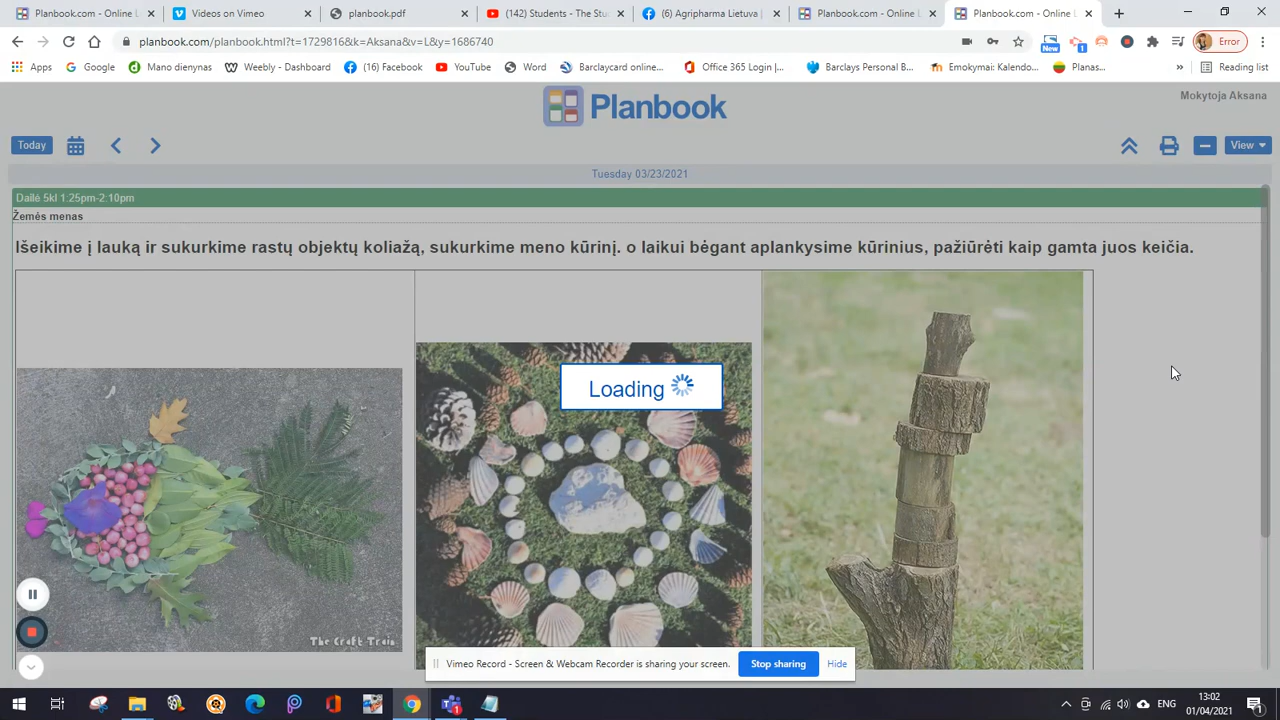 Planbook.com - Online L
Videos on Vimeo
planbook.pdf
(142) Students - The Stu
(6) Agripharma Lietuva |
Planbook.com - Online L
Planbook.com - Online L
planbook.com/planbook.html?t=1729816&fc=Aksana&v=L&y=1686740
New
1
Error
Apps
Google
Mano dienynas
Weebly - Dashboard
(16) Facebook
YouTube
Word
Barclaycard online...
Office 365 Login |...
Barclays Personal B...
Emokymai: Kalendo...
Planas...
»
Reading list
Planbook
Mokytoja Aksana
Today
View
Tuesday 03/23/2021
Dailė 5kl 1:25pm-2:10pm
Žemės menas
Išeikime į lauką ir sukurkime rastų objektų koliažą, sukurkime meno kūrinį. o laikui bėgant aplankysime kūrinius, pažiūrėti kaip gamta juos keičia.
Loading
The Craft Train
Vimeo Record - Screen & Webcam Recorder is sharing your screen.
Stop sharing
Hide
ENG
13:02
01/04/2021
1